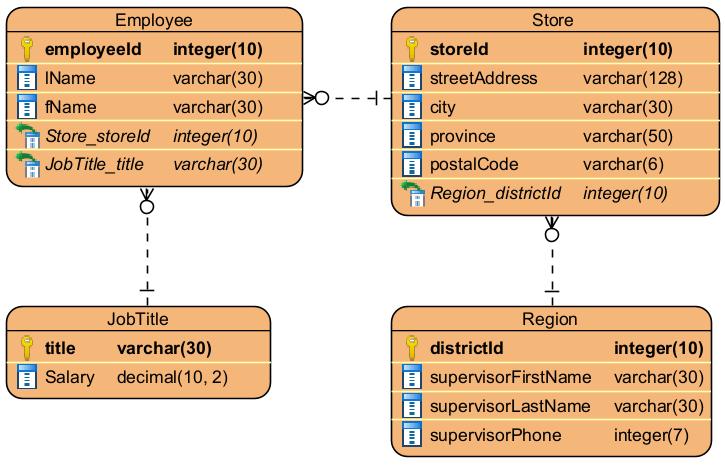 Employee
employeeId integer(10)
lName varchar(30)
fName varchar(30)
Store_storeId integer(10)
JobTitle_title varchar(30)
Store
storeId integer(10)
streetAddress varchar(128)
city varchar(30)
province varchar(50)
postalCode varchar(6)
Region_districtId integer(10)
JobTitle
title varchar(30)
Salary decimal(10, 2)
Region
districtId integer(10)
supervisorFirstName varchar(30)
supervisorLastName varchar(30)
supervisorPhone integer(7)